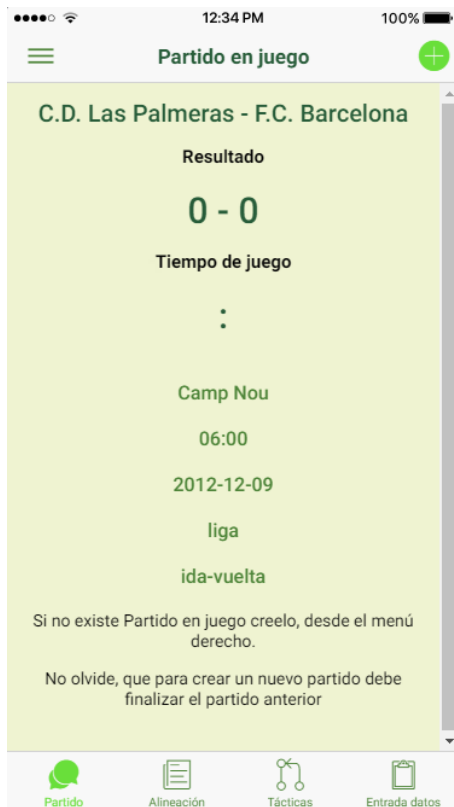 12:34 PM 100%
Partido en juego
C.D. Las Palmeras - F.C. Barcelona
Resultado
0 - 0
Tiempo de juego
:
Camp Nou
06:00
2012-12-09
liga
ida-vuelta
Si no existe Partido en juego creelo, desde el menú
derecho.
No olvide, que para crear un nuevo partido debe
finalizar el partido anterior
Partido Alineación Tácticas Entrada datos